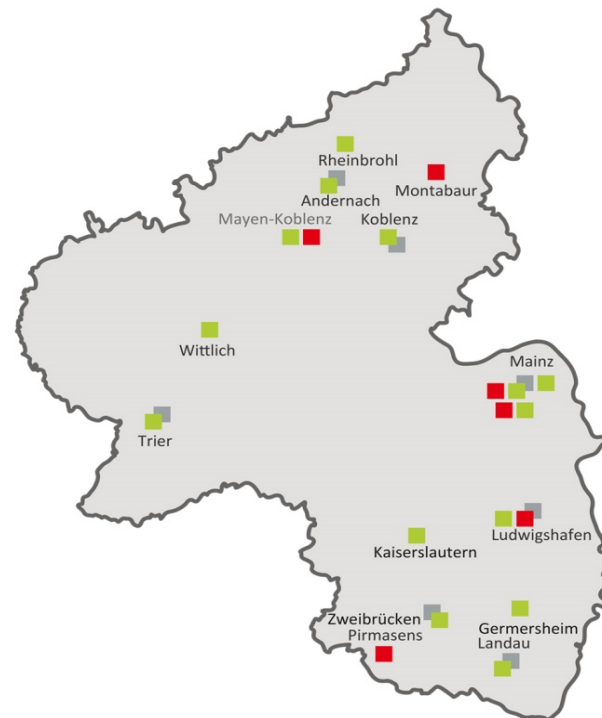 Rheinbrohl
Montabaur
Andernach
Mayen-Koblenz
Koblenz
Wittlich
Mainz
Trier
Ludwigshafen
Kaiserslautern
Zweibrücken
Pirmasens
Germersheim
Landau